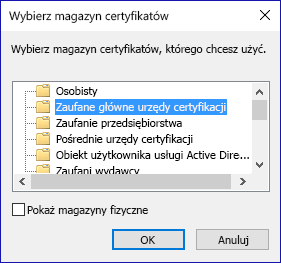 Wybierz magazyn certyfikatów
Wybierz magazyn certyfikatów, którego chcesz użyć.
Osobisty
Zaufane główne urzędy certyfikacji
Zaufanie przedsiębiorstwa
Pośrednie urzędy certyfikacji
Obiekt użytkownika usługi Active Dire...
Zaufani wydawcy
Pokaż magazyny fizyczne
OK
Anuluj